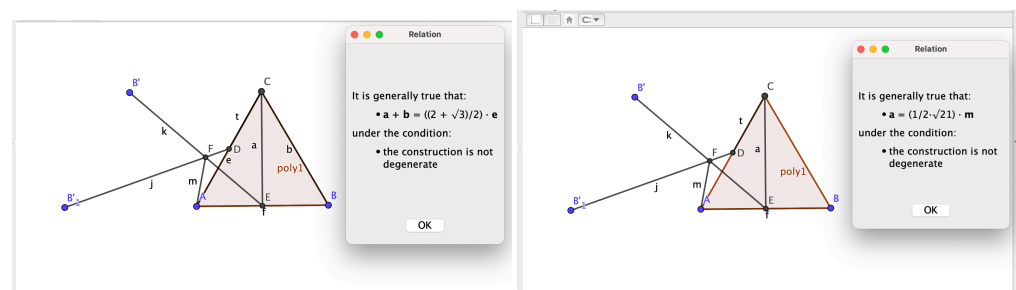 Relation
It is generally true that:
• a + b = ((2 + √3)/2) · e
under the condition:
• the construction is not
degenerate
OK
B'
C
t
k
F
D
a
b
e
poly1
m
j
B'₁
A
E
B
f
Relation
It is generally true that:
• a = (1/2·√21) · m
under the condition:
• the construction is not
degenerate
OK
B'
C
t
k
a
F
D
poly1
m
j
B'₁
A
E
B
f